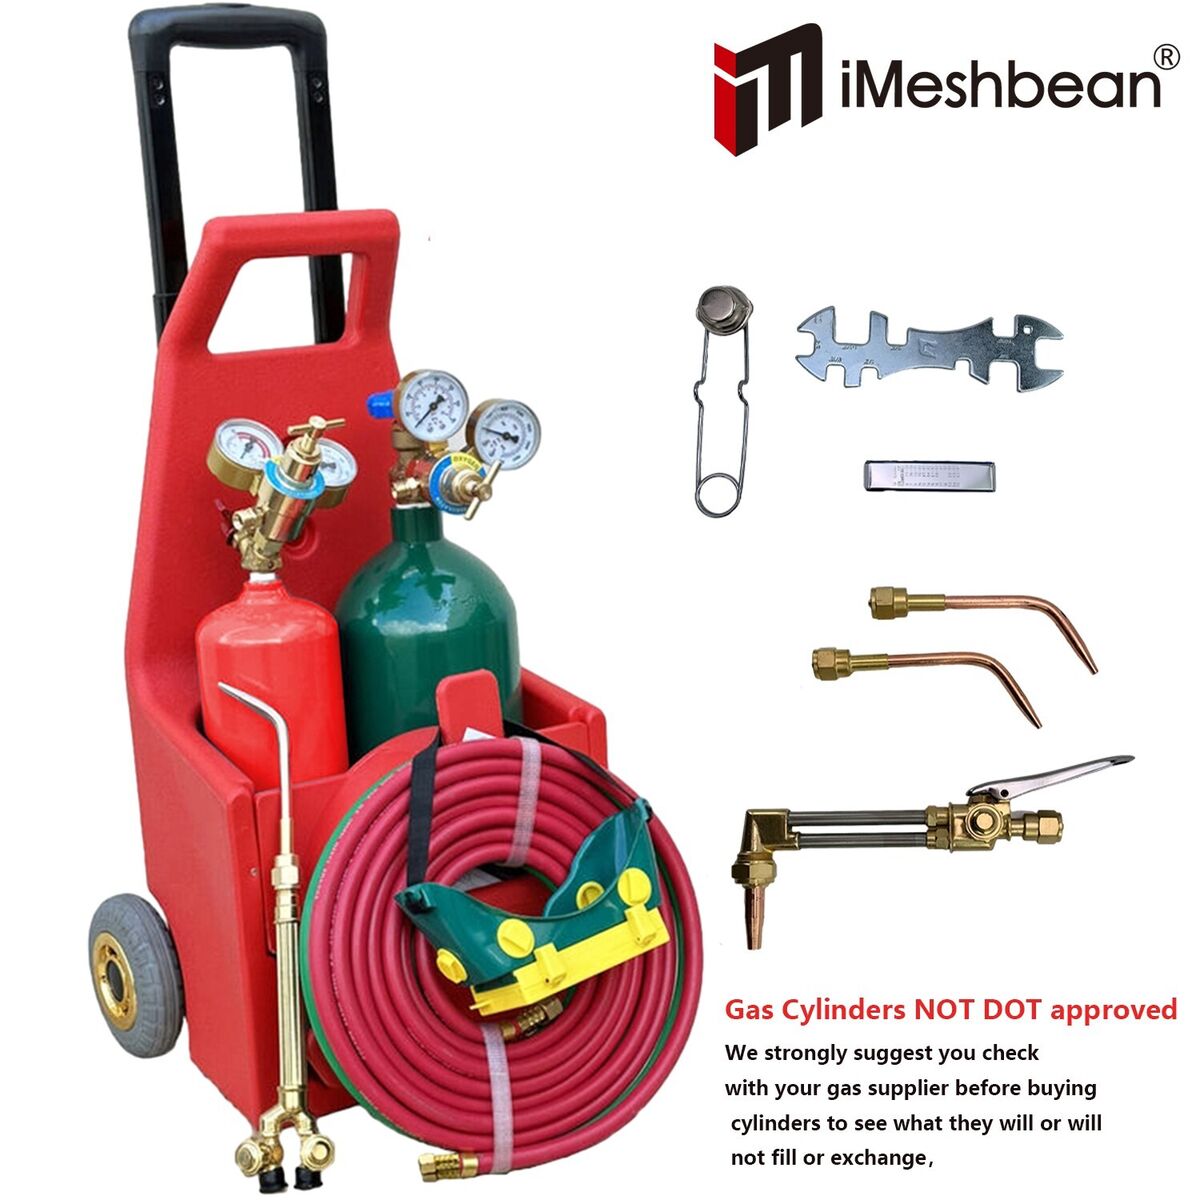 iMeshbean®
OXYGEN
Gas Cylinders NOT DOT approved
We strongly suggest you check
with your gas supplier before buying
cylinders to see what they will or will
not fill or exchange,